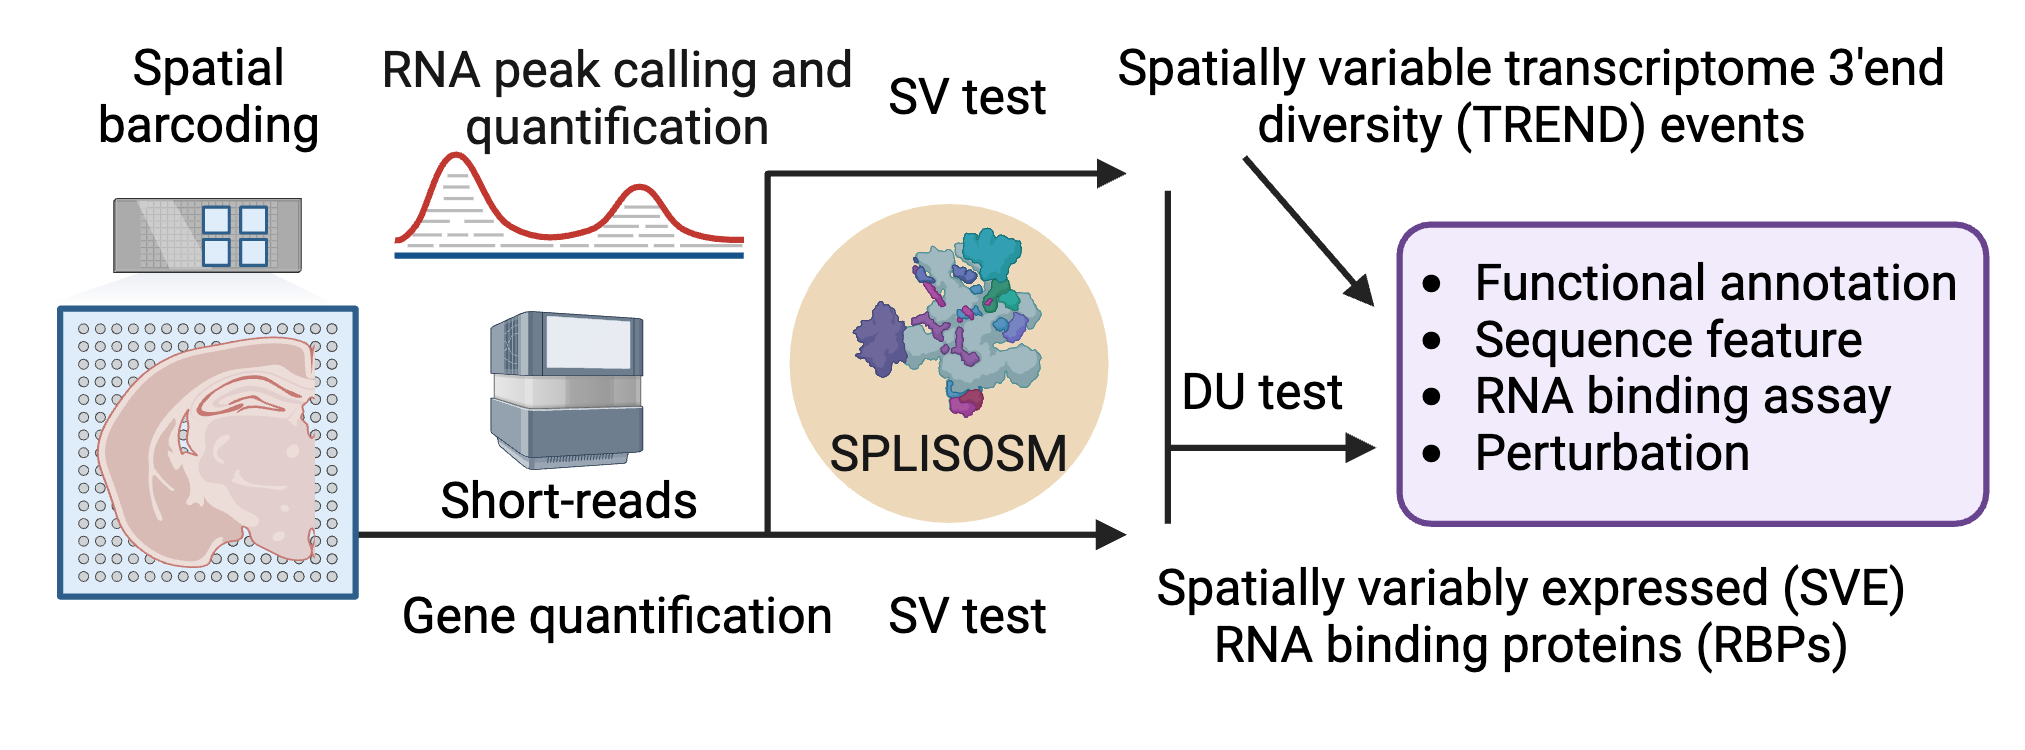 Spatial
barcoding
RNA peak calling and
quantification
SV test
Spatially variable transcriptome 3'end
diversity (TREND) events
SPLISOSM
Short-reads
DU test
• Functional annotation
• Sequence feature
• RNA binding assay
• Perturbation
Gene quantification
SV test
Spatially variably expressed (SVE)
RNA binding proteins (RBPs)